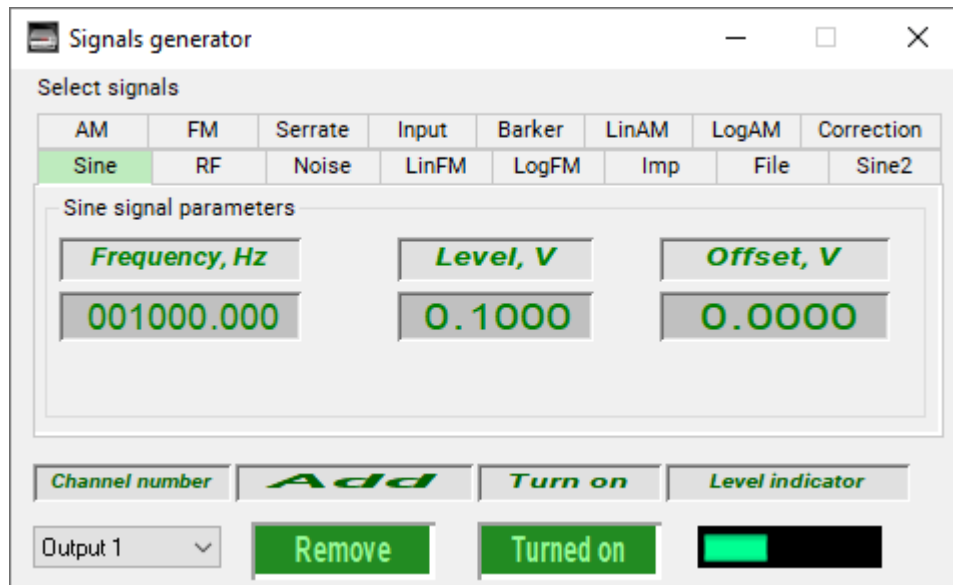 Signals generator
Select signals
AM FM Serrate Input Barker LinAM LogAM Correction
Sine RF Noise LinFM LogFM Imp File Sine2
Sine signal parameters
Frequency, Hz Level, V Offset, V
001000.000 0.1000 0.0000
Channel number Add Turn on Level indicator
Output 1 Remove Turned on